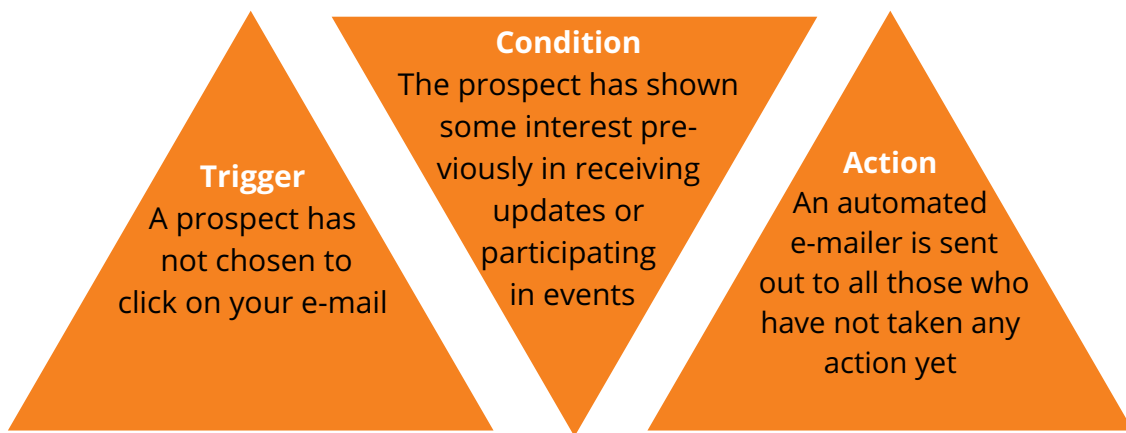 Trigger
A prospect has
not chosen to
click on your e-mail
Condition
The prospect has shown
some interest pre-
viously in receiving
updates or
participating
in events
Action
An automated
e-mailer is sent
out to all those who
have not taken any
action yet